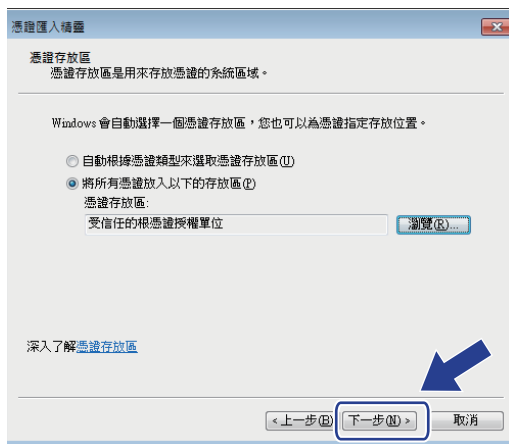 憑證匯入精靈
憑證存放區
憑證存放區是用來存放憑證的系統區域。
Windows 會自動選擇一個憑證存放區，您也可以為憑證指定存放位置。
自動根據憑證類型來選取憑證存放區(U)
將所有憑證放入以下的存放區(P)
憑證存放區:
受信任的根憑證授權單位
瀏覽(R)...
深入了解憑證存放區
<上一步(B)
下一步(N) >
取消